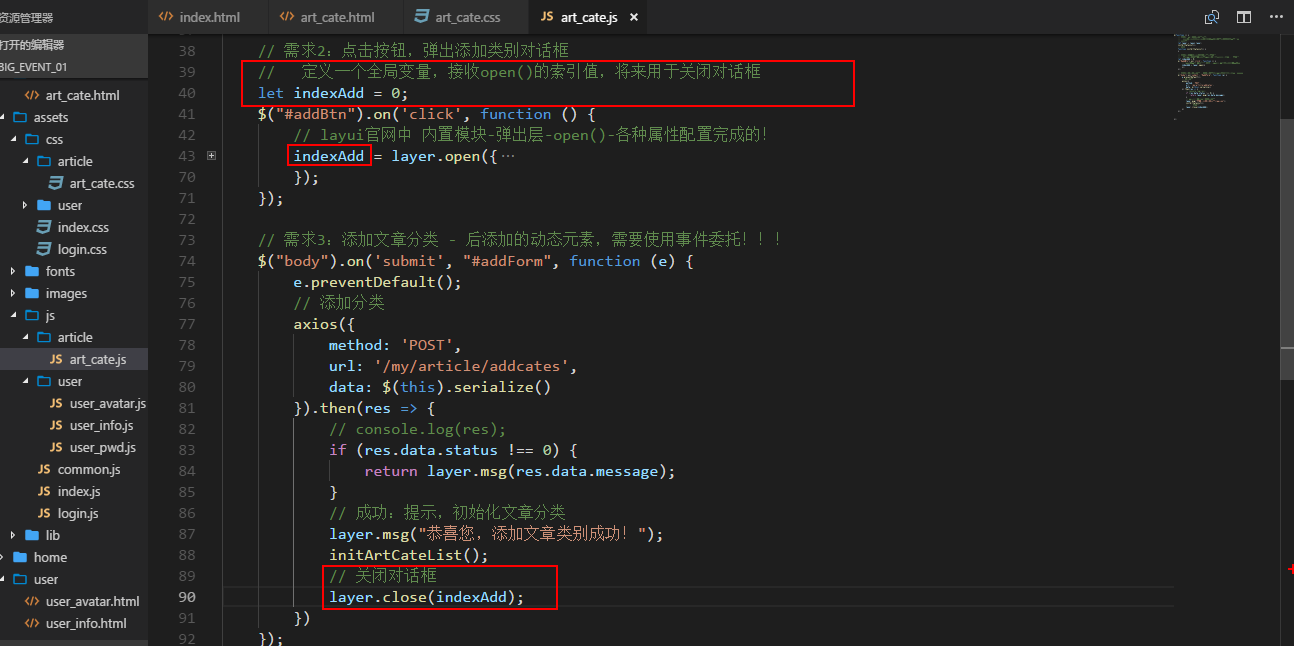 资源管理器
index.html
art_cate.html
art_cate.css
JS art_cate.js ×
打开的编辑器
BIG_EVENT_01
art_cate.html
assets
css
article
art_cate.css
user
index.css
login.css
fonts
images
js
article
JS art_cate.js
user
JS user_avatar.js
JS user_info.js
JS user_pwd.js
JS common.js
JS index.js
JS login.js
lib
home
user
user_avatar.html
user_info.html
38 // 需求2：点击按钮，弹出添加类别对话框
39 // 定义一个全局变量，接收open()的索引值，将来用于关闭对话框
40 let indexAdd = 0;
41 $("#addBtn").on('click', function () {
42 // layui官网中 内置模块-弹出层-open()-各种属性配置完成的！
43 indexAdd = layer.open({…
70 });
71 });
72
73 // 需求3：添加文章分类 - 后添加的动态元素，需要使用事件委托！！！
74 $("body").on('submit', "#addForm", function (e) {
75 e.preventDefault();
76 // 添加分类
77 axios({
78 method: 'POST',
79 url: '/my/article/addcates',
80 data: $(this).serialize()
81 }).then(res => {
82 // console.log(res);
83 if (res.data.status !== 0) {
84 return layer.msg(res.data.message);
85 }
86 // 成功：提示，初始化文章分类
87 layer.msg("恭喜您，添加文章类别成功！");
88 initArtCateList();
89 // 关闭对话框
90 layer.close(indexAdd);
91 })
92 });